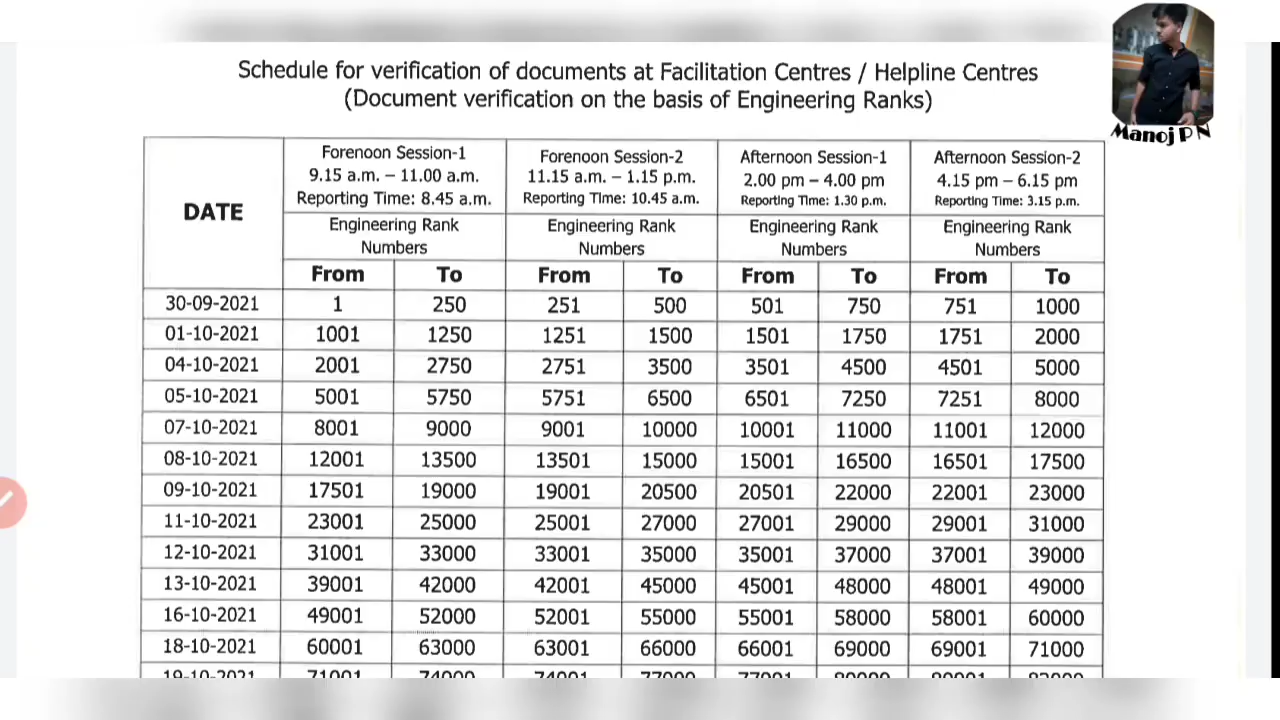 Manoj P N
Schedule for verification of documents at Facilitation Centres / Helpline Centres
(Document verification on the basis of Engineering Ranks)
DATE
Forenoon Session-1
9.15 a.m. – 11.00 a.m.
Reporting Time: 8.45 a.m.
Forenoon Session-2
11.15 a.m. – 1.15 p.m.
Reporting Time: 10.45 a.m.
Afternoon Session-1
2.00 pm – 4.00 pm
Reporting Time: 1.30 p.m.
Afternoon Session-2
4.15 pm – 6.15 pm
Reporting Time: 3.15 p.m.
Engineering Rank
Numbers
Engineering Rank
Numbers
Engineering Rank
Numbers
Engineering Rank
Numbers
From To From To From To From To
30-09-2021 1 250 251 500 501 750 751 1000
01-10-2021 1001 1250 1251 1500 1501 1750 1751 2000
04-10-2021 2001 2750 2751 3500 3501 4500 4501 5000
05-10-2021 5001 5750 5751 6500 6501 7250 7251 8000
07-10-2021 8001 9000 9001 10000 10001 11000 11001 12000
08-10-2021 12001 13500 13501 15000 15001 16500 16501 17500
09-10-2021 17501 19000 19001 20500 20501 22000 22001 23000
11-10-2021 23001 25000 25001 27000 27001 29000 29001 31000
12-10-2021 31001 33000 33001 35000 35001 37000 37001 39000
13-10-2021 39001 42000 42001 45000 45001 48000 48001 49000
16-10-2021 49001 52000 52001 55000 55001 58000 58001 60000
18-10-2021 60001 63000 63001 66000 66001 69000 69001 71000